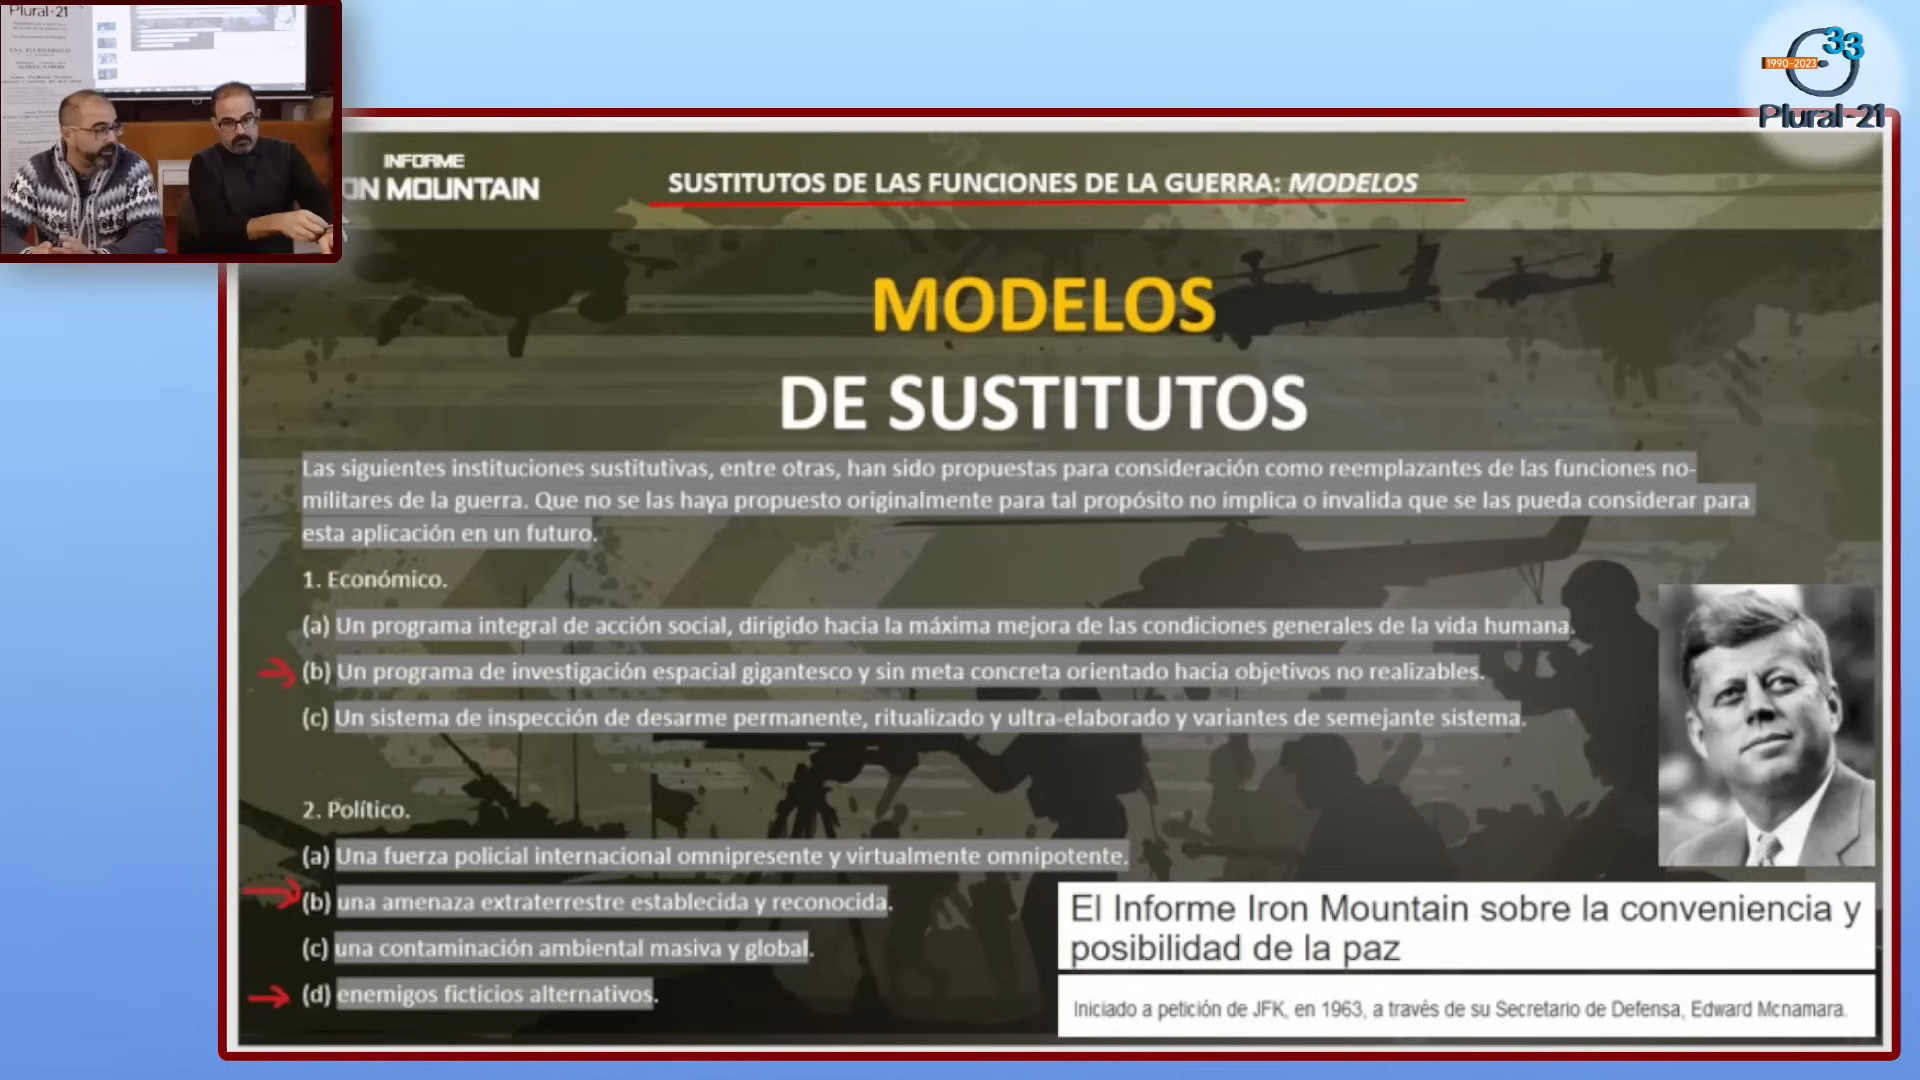 Plural-21
33
1990-2023
Plural-21
INFORME
ON MOUNTAIN
SUSTITUTOS DE LAS FUNCIONES DE LA GUERRA: MODELOS
MODELOS
DE SUSTITUTOS
Las siguientes instituciones sustitutivas, entre otras, han sido propuestas para consideración como reemplazantes de las funciones no-
militares de la guerra. Que no se las haya propuesto originalmente para tal propósito no implica o invalida que se las pueda considerar para
esta aplicación en un futuro.
1. Económico.
(a) Un programa integral de acción social, dirigido hacia la máxima mejora de las condiciones generales de la vida humana.
(b) Un programa de investigación espacial gigantesco y sin meta concreta orientado hacia objetivos no realizables.
(c) Un sistema de inspección de desarme permanente, ritualizado y ultra-elaborado y variantes de semejante sistema.
2. Político.
(a) Una fuerza policial internacional omnipresente y virtualmente omnipotente.
(b) una amenaza extraterrestre establecida y reconocida.
(c) una contaminación ambiental masiva y global.
(d) enemigos ficticios alternativos.
El Informe Iron Mountain sobre la conveniencia y
posibilidad de la paz
Iniciado a petición de JFK, en 1963, a través de su Secretario de Defensa, Edward Mcnamara.